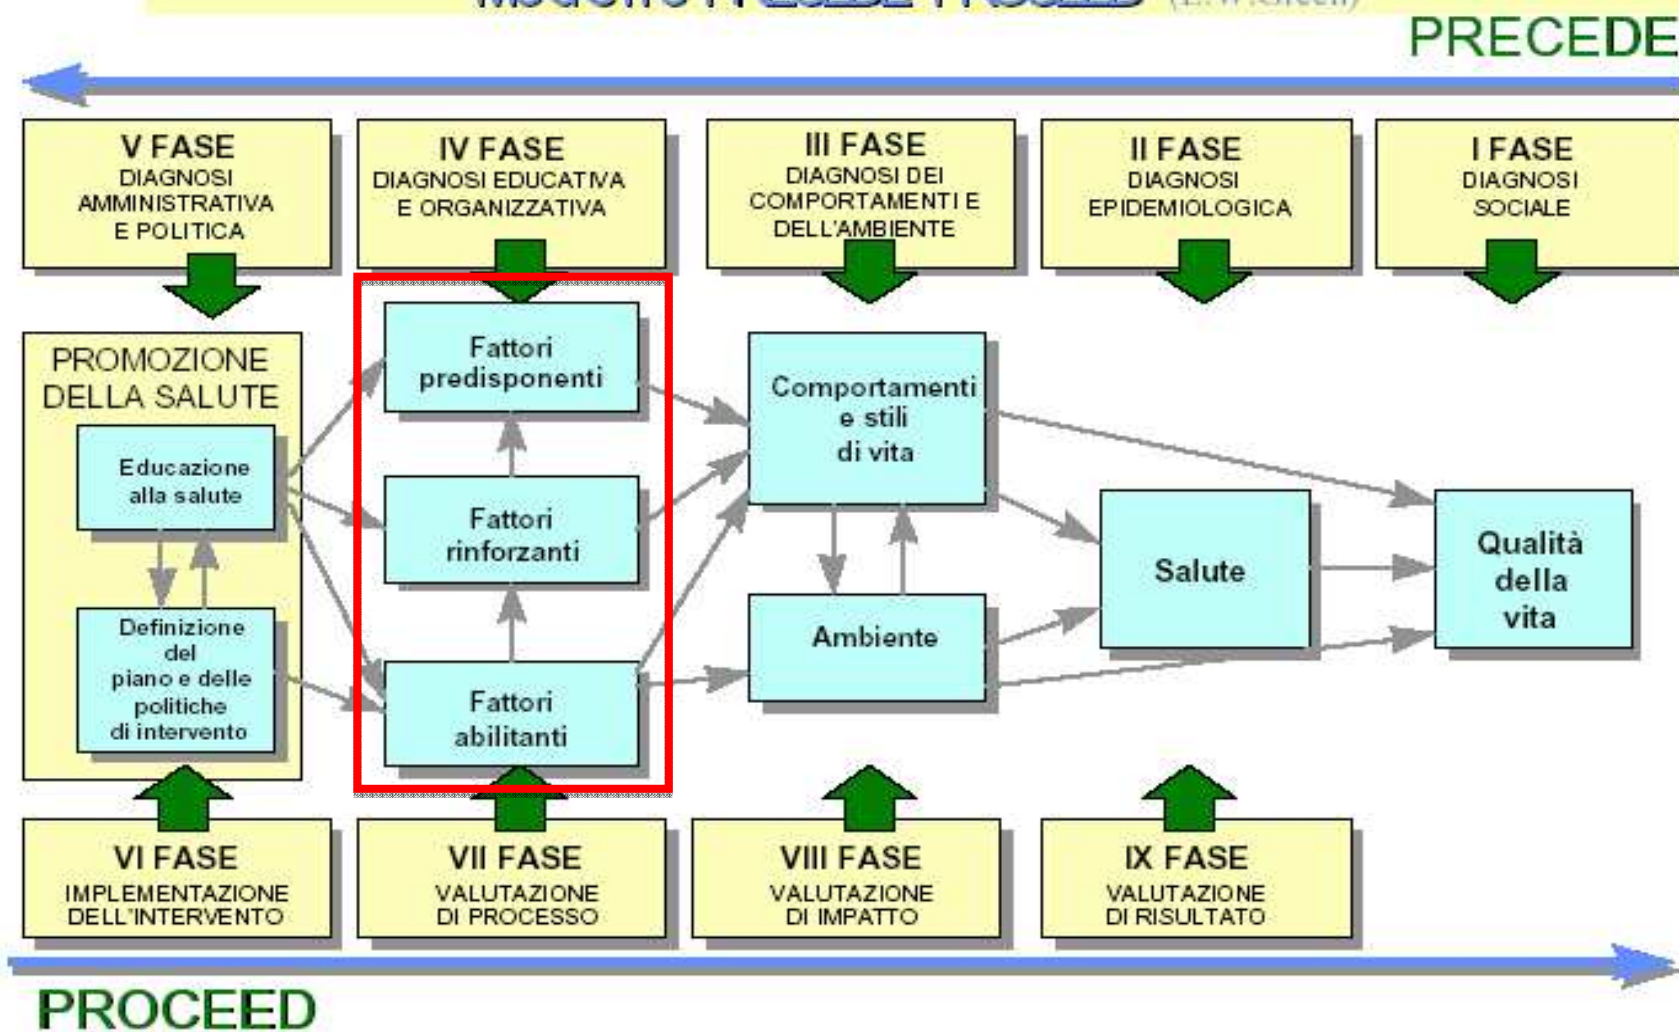 PRECEDE
V FASE
DIAGNOSI
AMMINISTRATIVA
E POLITICA
IV FASE
DIAGNOSI EDUCATIVA
E ORGANIZZATIVA
III FASE
DIAGNOSI DEI
COMPORTAMENTI E
DELL'AMBIENTE
II FASE
DIAGNOSI
EPIDEMIOLOGICA
I FASE
DIAGNOSI
SOCIALE
PROMOZIONE
DELLA SALUTE
Educazione
alla salute
Definizione
del
piano e delle
politiche
di intervento
Fattori
predisponenti
Fattori
rinforzanti
Fattori
abilitanti
Comportamenti
e stili
di vita
Ambiente
Salute
Qualità
della
vita
VI FASE
IMPLEMENTAZIONE
DELL'INTERVENTO
VII FASE
VALUTAZIONE
DI PROCESSO
VIII FASE
VALUTAZIONE
DI IMPATTO
IX FASE
VALUTAZIONE
DI RISULTATO
PROCEED